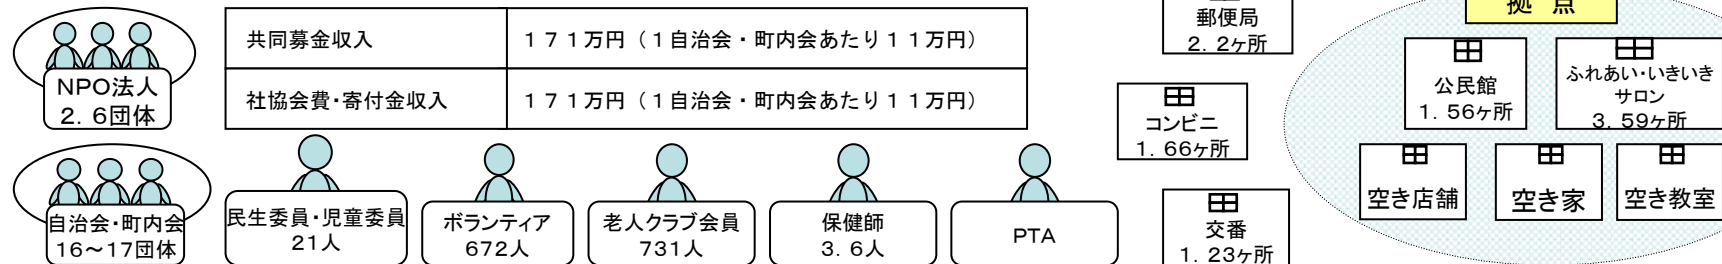 NPO法人
2．6団体
共同募金収入
１７１万円（１自治会・町内会あたり１１万円）
社協会費・寄付金収入
１７１万円（１自治会・町内会あたり１１万円）
自治会・町内会
16～17団体
民生委員・児童委員
21人
ボランティア
672人
老人クラブ会員
731人
保健師
3．6人
PTA
郵便局
2．2ヶ所
コンビニ
1．66ヶ所
交番
1．23ヶ所
拠 点
公民館
1．56ヶ所
ふれあい・いきいき
サロン
3．59ヶ所
空き店舗
空き家
空き教室